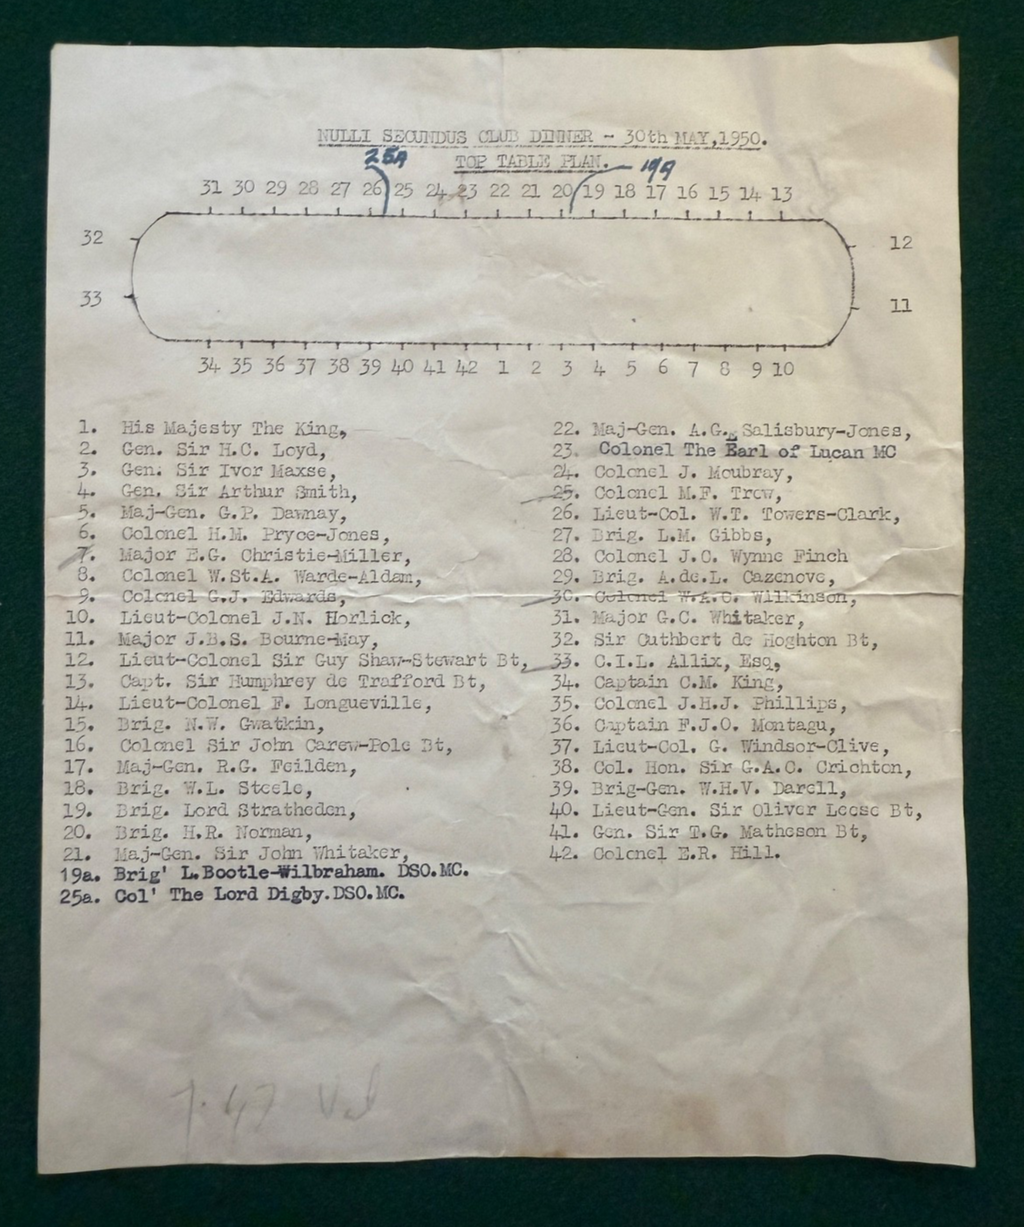 NULLI SECUNDUS CLUB DINNER - 30th MAY, 1950.
TOP TABLE PLAN.
25A 19A
31 30 29 28 27 26 25 24 23 22 21 20 19 18 17 16 15 14 13
32 12
33 11
34 35 36 37 38 39 40 41 42 1 2 3 4 5 6 7 8 9 10
1. His Majesty The King,
2. Gen. Sir H.C. Loyd,
3. Gen. Sir Ivor Maxse,
4. Gen. Sir Arthur Smith,
5. Maj-Gen. G.P. Dawnay,
6. Colonel H.M. Pryce-Jones,
7. Major E.G. Christie-Miller,
8. Colonel W.St.A. Warde-Aldam,
9. Colonel G.J. Edwards,
10. Lieut-Colonel J.N. Horlick,
11. Major J.B.S. Bourne-May,
12. Lieut-Colonel Sir Guy Shaw-Stewart Bt,
13. Capt. Sir Humphrey de Trafford Bt,
14. Lieut-Colonel F. Longueville,
15. Brig. N.W. Gwatkin,
16. Colonel Sir John Carew-Pole Bt,
17. Maj-Gen. R.G. Feilden,
18. Brig. W.L. Steele,
19. Brig. Lord Stratheden,
20. Brig. H.R. Norman,
21. Maj-Gen. Sir John Whitaker,
19a. Brig' L.Bootle-Wilbraham. DSO.MC.
25a. Col' The Lord Digby.DSO.MC.
22. Maj-Gen. A.G. Salisbury-Jones,
23. Colonel The Earl of Lucan MC
24. Colonel J. Moubray,
25. Colonel M.F. Trew,
26. Lieut-Col. W.T. Towers-Clark,
27. Brig. L.M. Gibbs,
28. Colonel J.C. Wynne Finch
29. Brig. A.de.L. Cazenove,
30. Colonel W.A.C. Wilkinson,
31. Major G.C. Whitaker,
32. Sir Cuthbert de Hoghton Bt,
33. C.I.L. Allix, Esq,
34. Captain C.M. King,
35. Colonel J.H.J. Phillips,
36. Captain F.J.O. Montagu,
37. Lieut-Col. G. Windsor-Clive,
38. Col. Hon. Sir G.A.C. Crichton,
39. Brig-Gen. W.H.V. Darell,
40. Lieut-Gen. Sir Oliver Leese Bt,
41. Gen. Sir T.G. Matheson Bt,
42. Colonel E.R. Hill.